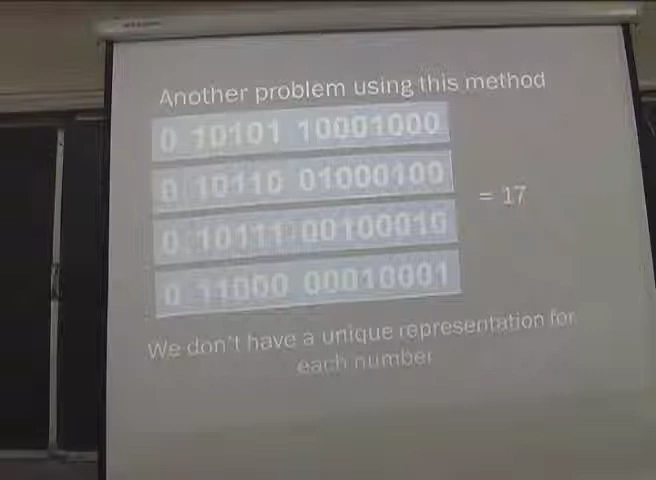 Another problem using this method
0 10101 10001000
0 10110 01000100
0 10111 00100010
0 11000 00010001
= 17
We don't have a unique representation for
each number